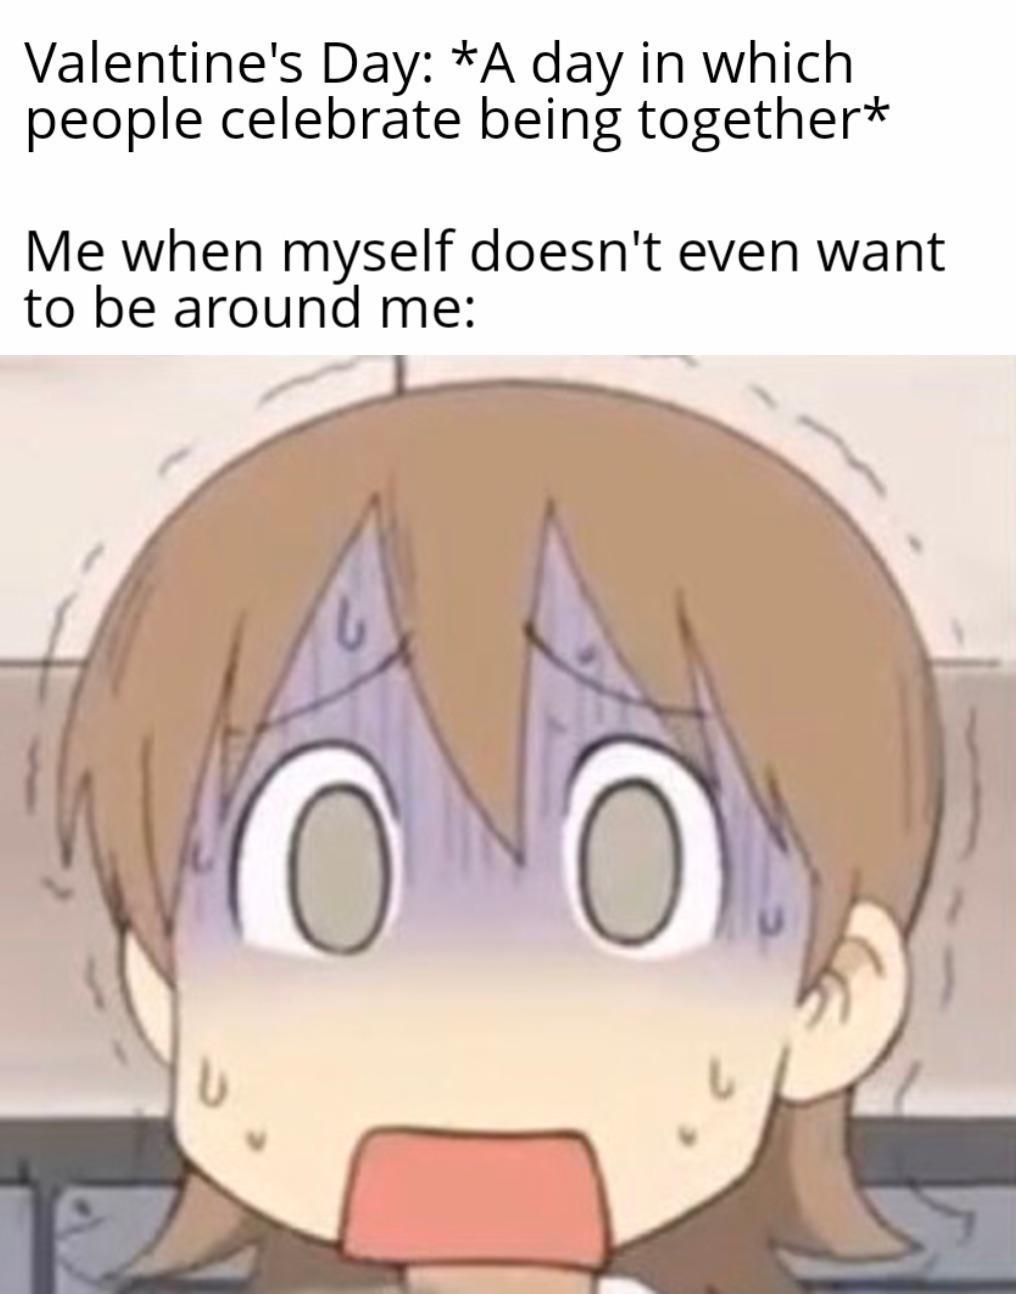 Valentine's Day: *A day in which
people celebrate being together*
Me when myself doesn't even want
to be around me: